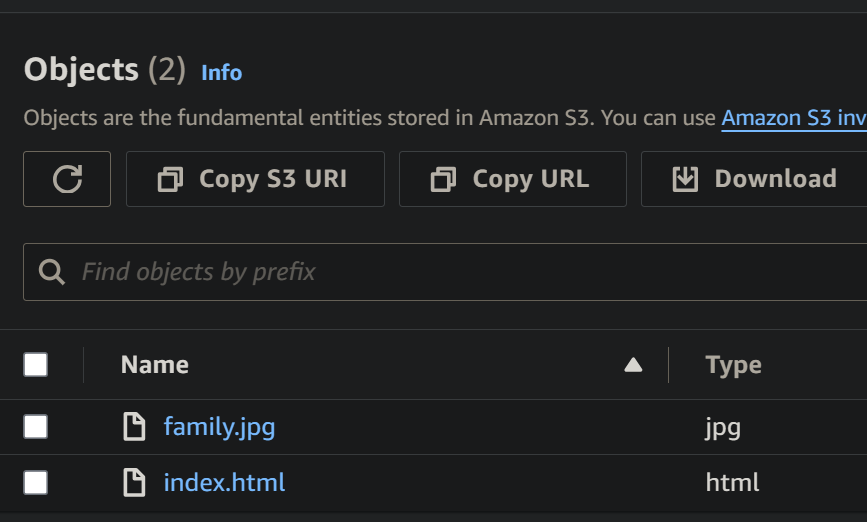 Objects (2) Info
Objects are the fundamental entities stored in Amazon S3. You can use Amazon S3 inv
Copy S3 URI Copy URL Download
Find objects by prefix
Name Type
family.jpg jpg
index.html html